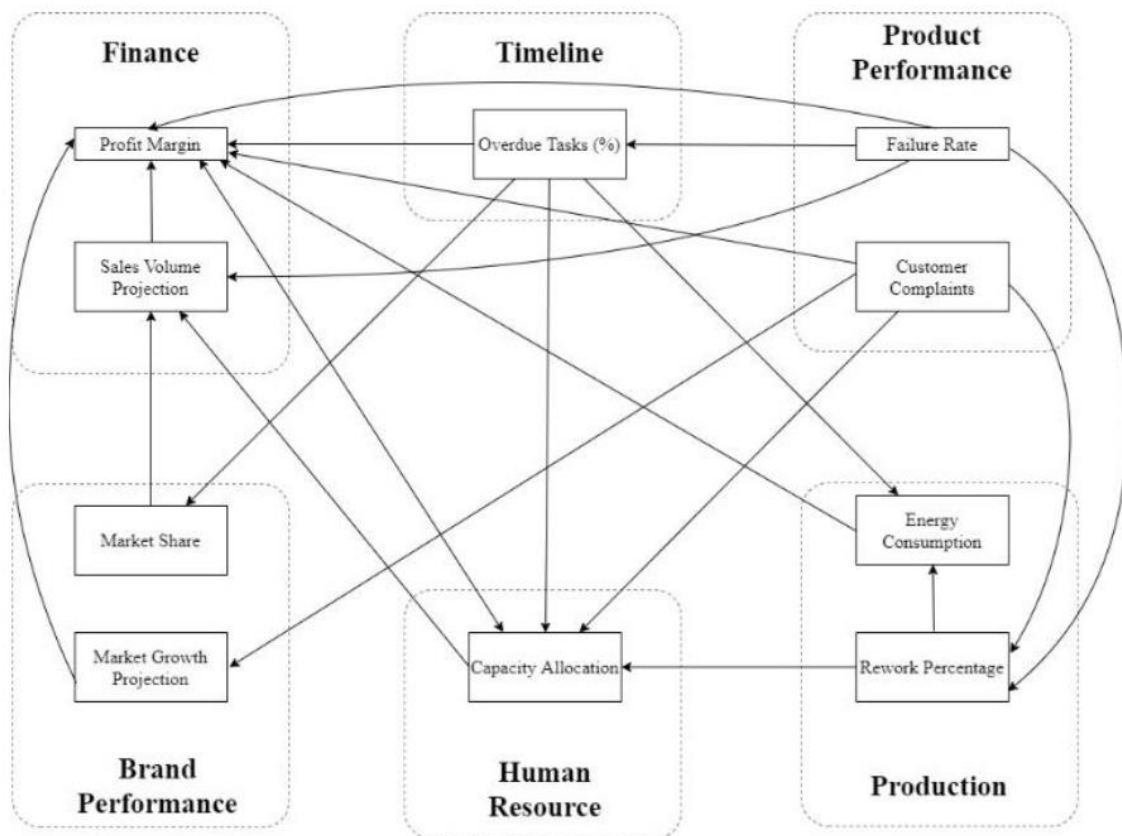 Finance
Timeline
Product
Performance
Profit Margin
Overdue Tasks (%)
Failure Rate
Sales Volume
Projection
Customer
Complaints
Market Share
Energy
Consumption
Market Growth
Projection
Capacity Allocation
Rework Percentage
Brand
Performance
Human
Resource
Production